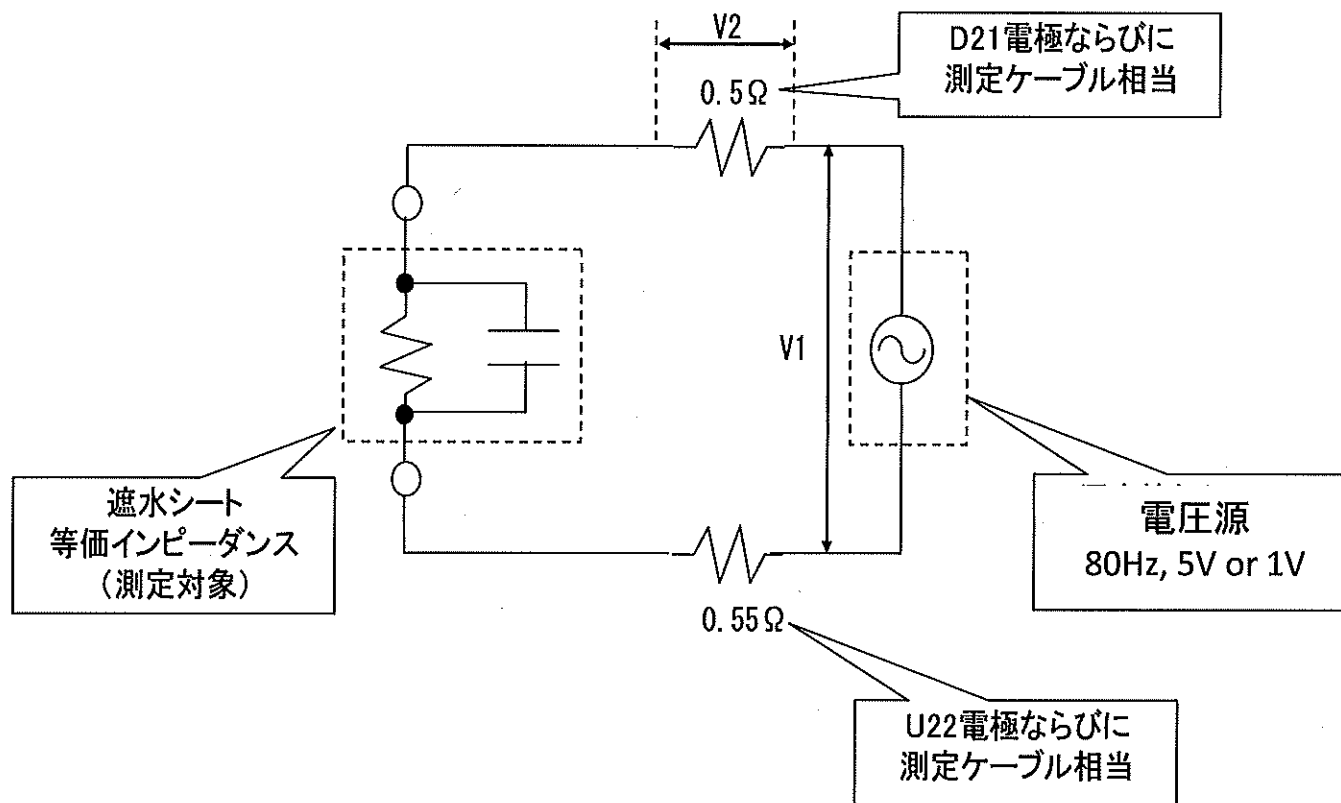 V2
D21電極ならびに
測定ケーブル相当
0.5Ω
V1
遮水シート
等価インピーダンス
(測定対象)
電圧源
80Hz, 5V or 1V
0.55Ω
U22電極ならびに
測定ケーブル相当